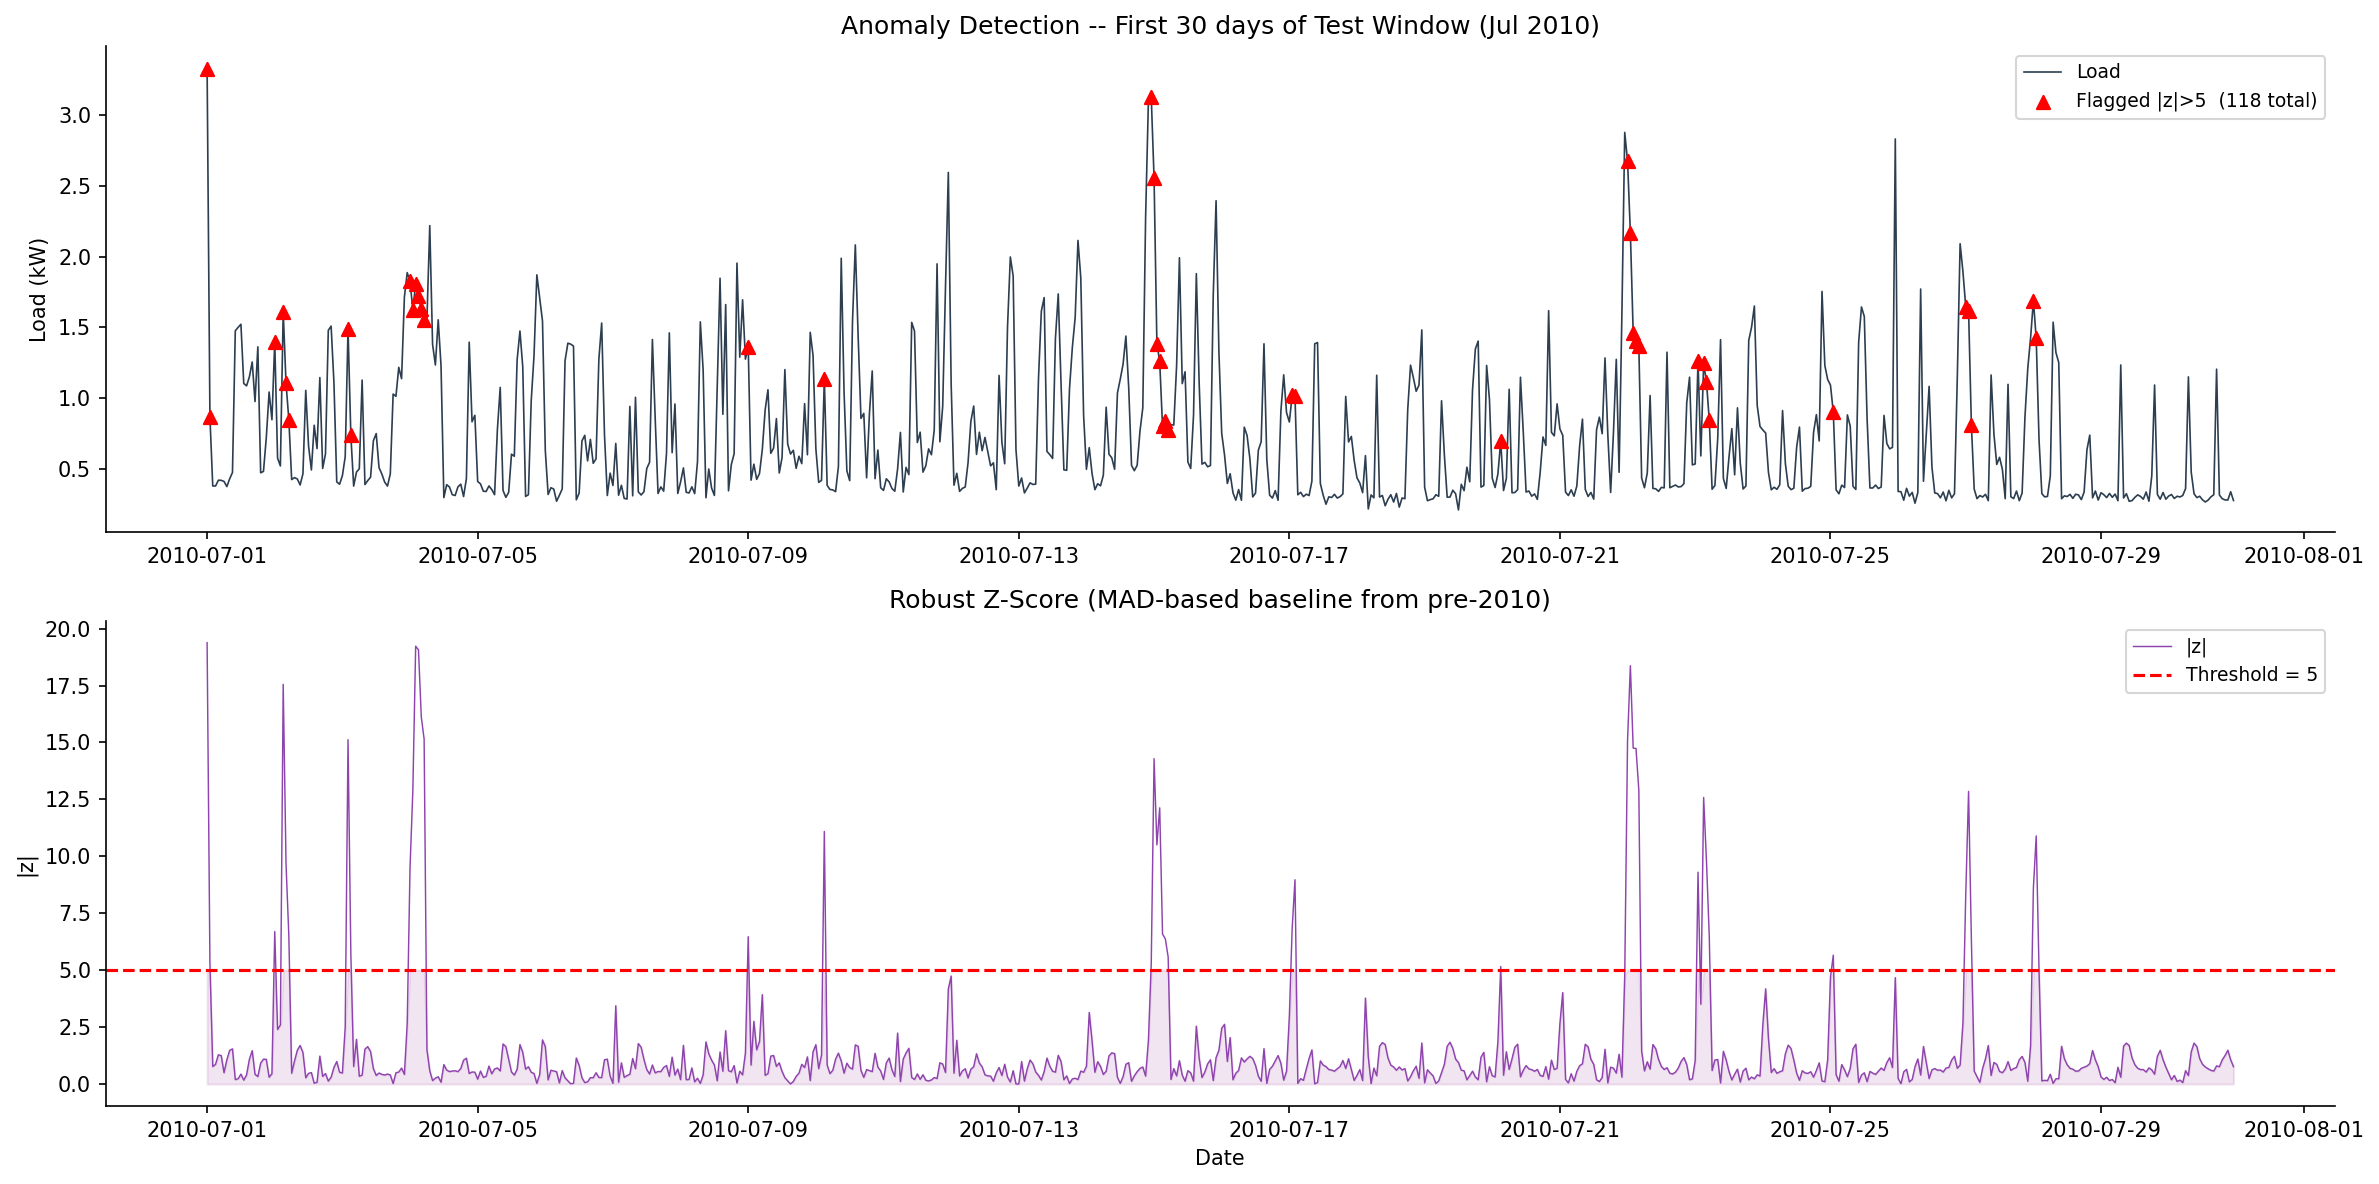 Anomaly Detection -- First 30 days of Test Window (Jul 2010)
Load (kW)
3.0
2.5
2.0
1.5
1.0
0.5
Load
Flagged |z|>5  (118 total)
2010-07-01 2010-07-05 2010-07-09 2010-07-13 2010-07-17 2010-07-21 2010-07-25 2010-07-29 2010-08-01
Robust Z-Score (MAD-based baseline from pre-2010)
|z|
20.0
17.5
15.0
12.5
10.0
7.5
5.0
2.5
0.0
|z|
Threshold = 5
2010-07-01 2010-07-05 2010-07-09 2010-07-13 2010-07-17 2010-07-21 2010-07-25 2010-07-29 2010-08-01
Date